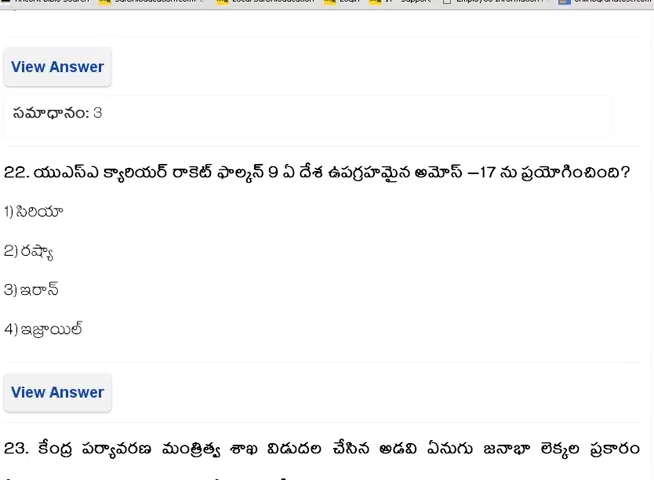 View Answer
సమాధానం: 3
22. యుఎస్ఎ క్యారియర్ రాకెట్ ఫాల్కన్ 9 ఏ దేశ ఉపగ్రహమైన అమోస్ –17 ను ప్రయోగించింది?
1) సిరియా
2) రష్యా
3) ఇరాన్
4) ఇజ్రాయిల్
View Answer
23. కేంద్ర పర్యావరణ మంత్రిత్వ శాఖ విడుదల చేసిన అడవి ఏనుగు జనాభా లెక్కల ప్రకారం